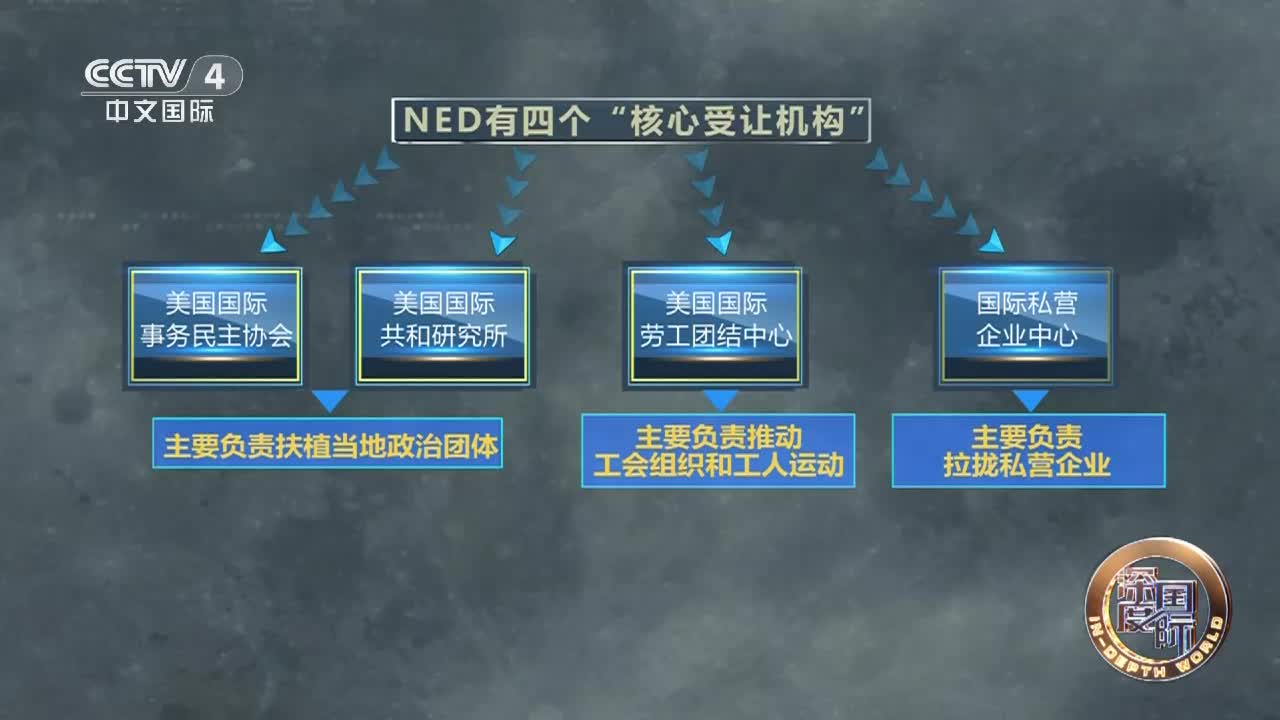 CCTV 4
中文国际
NED有四个“核心受让机构”
美国国际
事务民主协会
美国国际
共和研究所
美国国际
劳工团结中心
国际私营
企业中心
主要负责扶植当地政治团体
主要负责推动
工会组织和工人运动
主要负责
拉拢私营企业
深度国际
IN-DEPTH WORLD